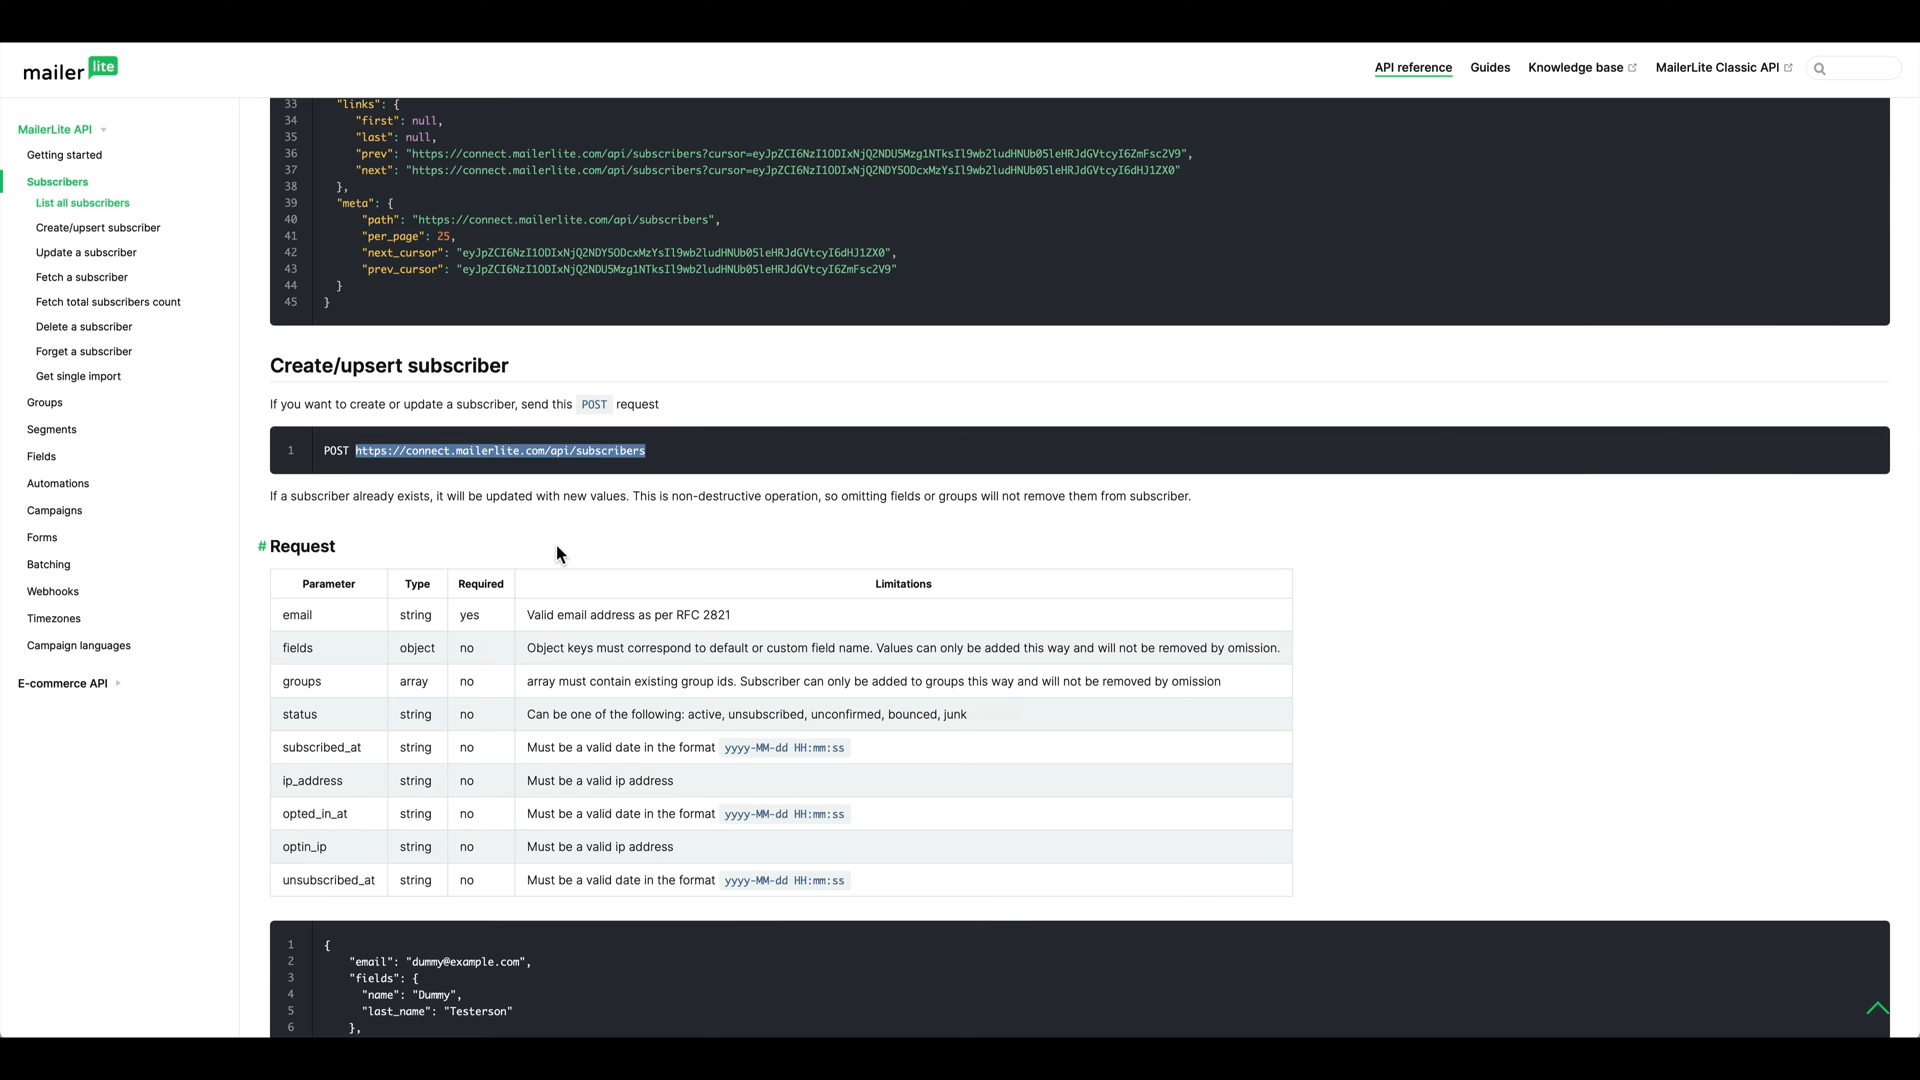 mailer lite
API reference
Guides
Knowledge base
MailerLite Classic API
MailerLite API
Getting started
Subscribers
List all subscribers
Create/upsert subscriber
Update a subscriber
Fetch a subscriber
Fetch total subscribers count
Delete a subscriber
Forget a subscriber
Get single import
Groups
Segments
Fields
Automations
Campaigns
Forms
Batching
Webhooks
Timezones
Campaign languages
E-commerce API
33 "links": {
34 "first": null,
35 "last": null,
36 "prev": "https://connect.mailerlite.com/api/subscribers?cursor=eyJpZCI6NzI1ODIxNjQ2NDU5Mzg1NTksIl9wb2ludHNUb05leHRJdGVtcyI6ZmFsc2V9",
37 "next": "https://connect.mailerlite.com/api/subscribers?cursor=eyJpZCI6NzI1ODIxNjQ2NDY5ODcxMzYsIl9wb2ludHNUb05leHRJdGVtcyI6dHJ1ZX0"
38 },
39 "meta": {
40 "path": "https://connect.mailerlite.com/api/subscribers",
41 "per_page": 25,
42 "next_cursor": "eyJpZCI6NzI1ODIxNjQ2NDY5ODcxMzYsIl9wb2ludHNUb05leHRJdGVtcyI6dHJ1ZX0",
43 "prev_cursor": "eyJpZCI6NzI1ODIxNjQ2NDU5Mzg1NTksIl9wb2ludHNUb05leHRJdGVtcyI6ZmFsc2V9"
44 }
45 }
Create/upsert subscriber
If you want to create or update a subscriber, send this POST request
1 POST https://connect.mailerlite.com/api/subscribers
If a subscriber already exists, it will be updated with new values. This is non-destructive operation, so omitting fields or groups will not remove them from subscriber.
# Request
Parameter Type Required Limitations
email string yes Valid email address as per RFC 2821
fields object no Object keys must correspond to default or custom field name. Values can only be added this way and will not be removed by omission.
groups array no array must contain existing group ids. Subscriber can only be added to groups this way and will not be removed by omission
status string no Can be one of the following: active, unsubscribed, unconfirmed, bounced, junk
subscribed_at string no Must be a valid date in the format yyyy-MM-dd HH:mm:ss
ip_address string no Must be a valid ip address
opted_in_at string no Must be a valid date in the format yyyy-MM-dd HH:mm:ss
optin_ip string no Must be a valid ip address
unsubscribed_at string no Must be a valid date in the format yyyy-MM-dd HH:mm:ss
1 {
2 "email": "dummy@example.com",
3 "fields": {
4 "name": "Dummy",
5 "last_name": "Testerson"
6 },